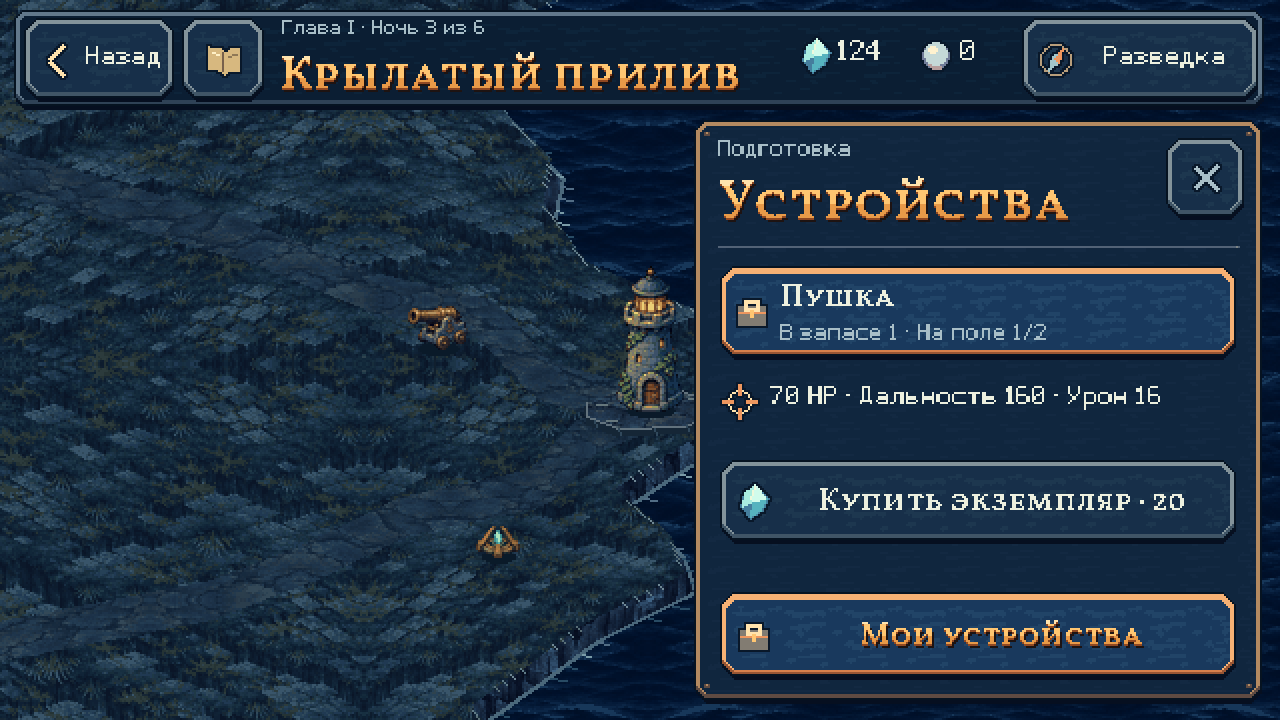 Назад
Глава I · Ночь 3 из 6
Крылатый прилив
124
0
Разведка
Подготовка
Устройства
Пушка
В запасе 1 · На поле 1/2
70 HP · Дальность 160 · Урон 16
Купить экземпляр · 20
Мои устройства